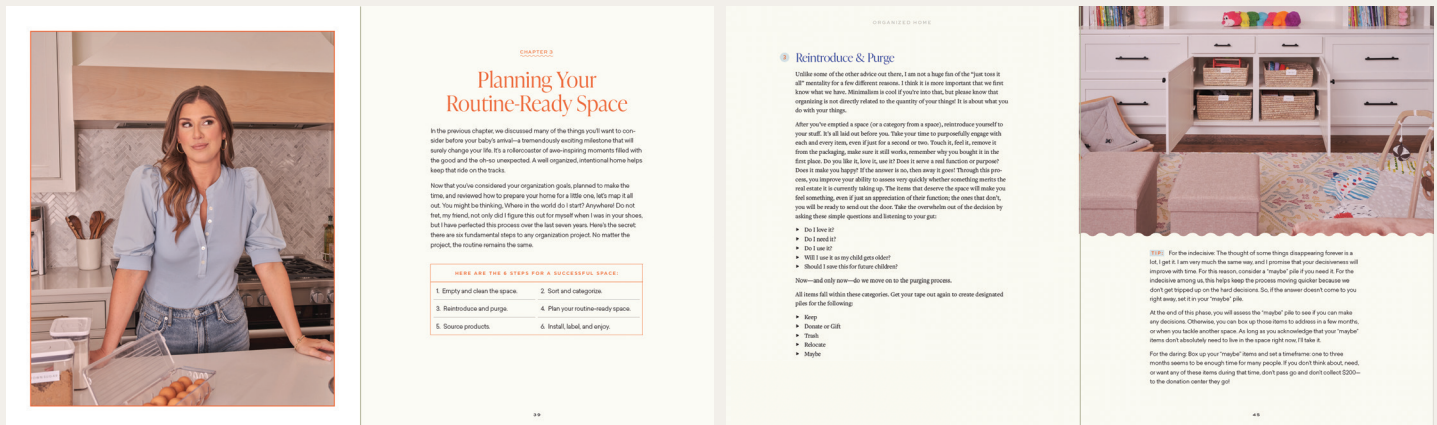 CHAPTER 3
Planning Your
Routine-Ready Space
In the previous chapter, we discussed many of the things you'll want to con-
sider before your baby's arrival—a tremendously exciting milestone that will
surely change your life. It's a rollercoaster of awe-inspiring moments filled with
the good and the oh-so unexpected. A well organized, intentional home helps
keep that ride on the tracks.
Now that you've considered your organization goals, planned to make the
time, and reviewed how to prepare your home for a little one, let's map it all
out. You might be thinking, Where in the world do I start? Anywhere! Do not
fret, my friend, not only did I figure this out for myself when I was in your shoes,
but I have perfected this process over the last seven years. Here's the secret:
there are six fundamental steps to any organization project. No matter the
project, the routine remains the same.
HERE ARE THE 6 STEPS FOR A SUCCESSFUL SPACE:
1. Empty and clean the space.
2. Sort and categorize.
3. Reintroduce and purge.
4. Plan your routine-ready space.
5. Source products.
6. Install, label, and enjoy.
ORGANIZED HOME
3 Reintroduce & Purge
Unlike some of the other advice out there, I am not a huge fan of the "just toss it
all" mentality for a few different reasons. I think it is more important that we first
know what we have. Minimalism is cool if you're into that, but please know that
organizing is not directly related to the quantity of your things! It is about what you
do with your things.
After you've emptied a space (or a category from a space), reintroduce yourself to
your stuff. It's all laid out before you. Take your time to purposefully engage with
each and every item, even if just for a second or two. Touch it, feel it, remove it
from the packaging, make sure it still works, remember why you bought it in the
first place. Do you like it, love it, use it? Does it serve a real function or purpose?
Does it make you happy? If the answer is no, then away it goes! Through this pro-
cess, you improve your ability to assess very quickly whether something merits the
real estate it is currently taking up. The items that deserve the space will make you
feel something, even if just an appreciation of their function; the ones that don't,
you will be ready to send out the door. Take the overwhelm out of the decision by
asking these simple questions and listening to your gut:
► Do I love it?
► Do I need it?
► Do I use it?
► Will I use it as my child gets older?
► Should I save this for future children?
Now—and only now—do we move on to the purging process.
All items fall within these categories. Get your tape out again to create designated
piles for the following:
► Keep
► Donate or Gift
► Trash
► Relocate
► Maybe
TIP: For the indecisive: The thought of some things disappearing forever is a
lot, I get it. I am very much the same way, and I promise that your decisiveness will
improve with time. For this reason, consider a "maybe" pile if you need it. For the
indecisive among us, this helps keep the process moving quicker because we
don't get tripped up on the hard decisions. So, if the answer doesn't come to you
right away, set it in your "maybe" pile.
At the end of this phase, you will assess the "maybe" pile to see if you can make
any decisions. Otherwise, you can box up those items to address in a few months,
or when you tackle another space. As long as you acknowledge that your "maybe"
items don't absolutely need to live in the space right now, I'll take it.
For the daring: Box up your "maybe" items and set a timeframe: one to three
months seems to be enough time for many people. If you don't think about, need,
or want any of these items during that time, don't pass go and don't collect $200—
to the donation center they go!